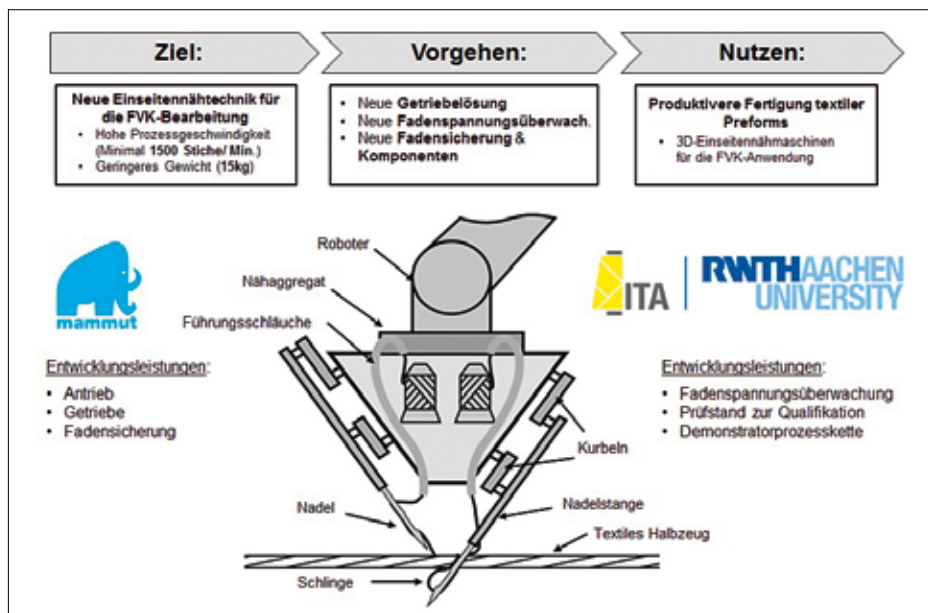 Ziel:
Vorgehen:
Nutzen:
Neue Einseitennähtechnik für
die FVK-Bearbeitung
• Hohe Prozessgeschwindigkeit
(Minimal 1500 Stiche/ Min.)
• Geringeres Gewicht (15kg)
• Neue Getriebelösung
• Neue Fadenspannungsüberwach.
• Neue Fadensicherung &
Komponenten
Produktivere Fertigung textiler
Preforms
• 3D-Einseitennähmaschinen
für die FVK-Anwendung
mammut
Entwicklungsleistungen:
• Antrieb
• Getriebe
• Fadensicherung
Roboter
Nähaggregat
Führungsschläuche
Nadel
Schlinge
Kurbeln
Nadelstange
Textiles Halbzeug
ITA
RWTHAACHEN
UNIVERSITY
Entwicklungsleistungen:
• Fadenspannungsüberwachung
• Prüfstand zur Qualifikation
• Demonstratorprozesskette